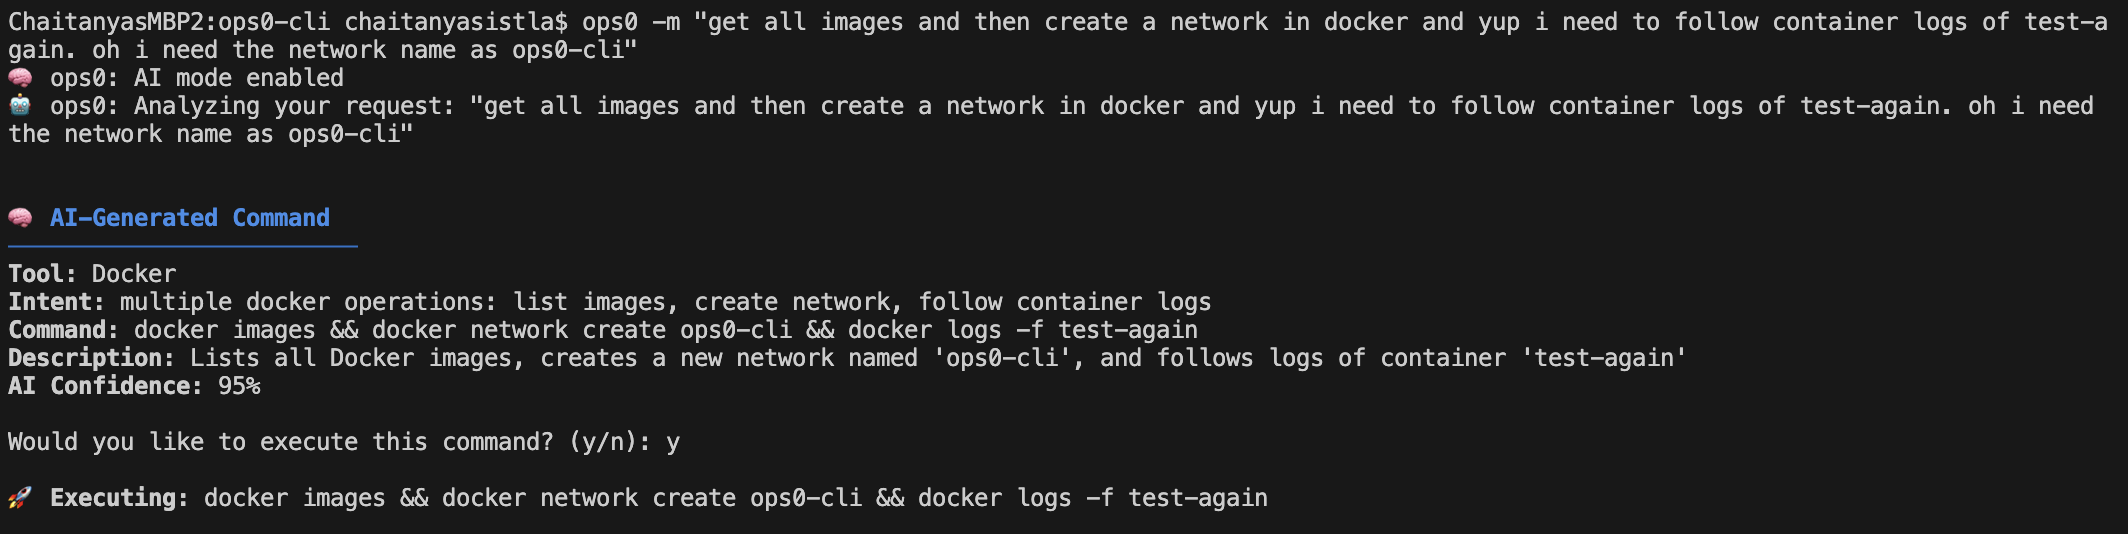 ChaitanyasMBP2:ops0-cli chaitanyasistla$ ops0 -m "get all images and then create a network in docker and yup i need to follow container logs of test-a
gain. oh i need the network name as ops0-cli"
🧠 ops0: AI mode enabled
🤖 ops0: Analyzing your request: "get all images and then create a network in docker and yup i need to follow container logs of test-again. oh i need
the network name as ops0-cli"
🧠 AI-Generated Command
Tool: Docker
Intent: multiple docker operations: list images, create network, follow container logs
Command: docker images && docker network create ops0-cli && docker logs -f test-again
Description: Lists all Docker images, creates a new network named 'ops0-cli', and follows logs of container 'test-again'
AI Confidence: 95%
Would you like to execute this command? (y/n): y
🚀 Executing: docker images && docker network create ops0-cli && docker logs -f test-again